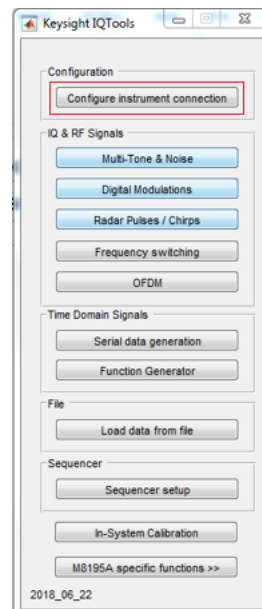 Keysight IQTools
Configuration
Configure instrument connection
IQ & RF Signals
Multi-Tone & Noise
Digital Modulations
Radar Pulses / Chirps
Frequency switching
OFDM
Time Domain Signals
Serial data generation
Function Generator
File
Load data from file
Sequencer
Sequencer setup
In-System Calibration
M8195A specific functions >>
2018_06_22